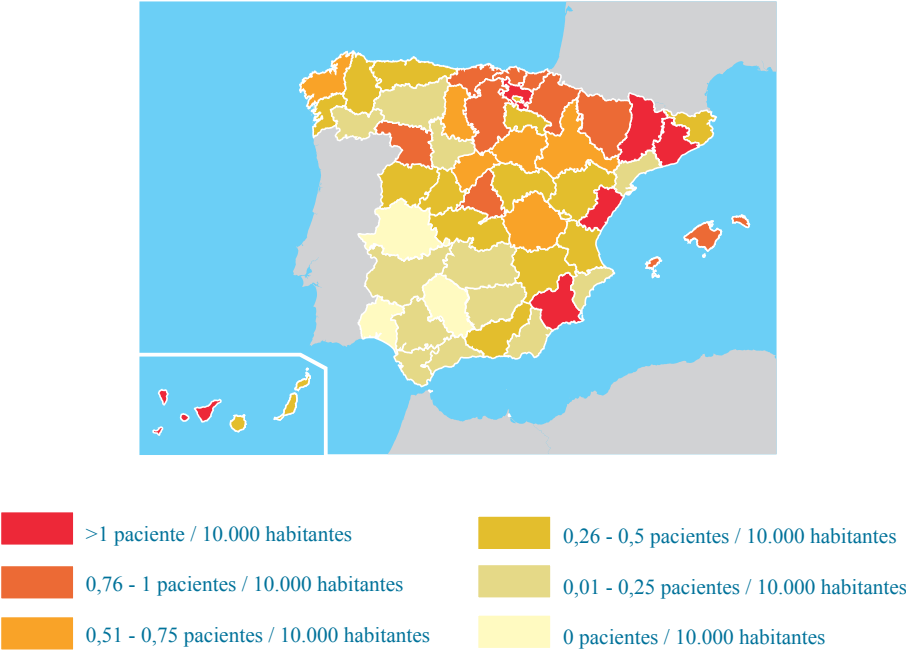 >1 paciente / 10.000 habitantes
0,76 - 1 pacientes / 10.000 habitantes
0,51 - 0,75 pacientes / 10.000 habitantes
0,26 - 0,5 pacientes / 10.000 habitantes
0,01 - 0,25 pacientes / 10.000 habitantes
0 pacientes / 10.000 habitantes